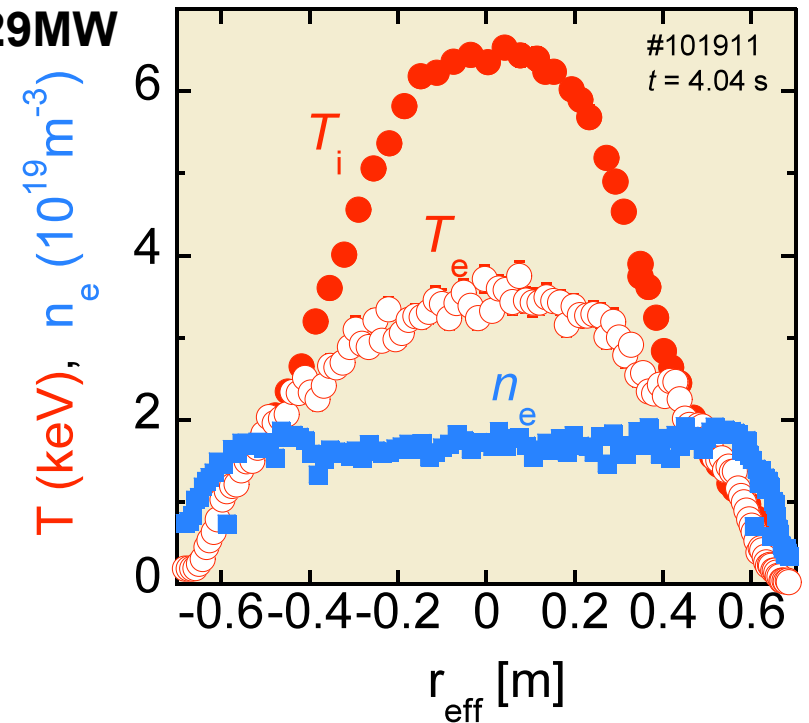 29MW
#101911
t = 4.04 s
T (keV), n_e (10^19 m^-3)
T_i
T_e
n_e
6
4
2
0
-0.6 -0.4 -0.2 0 0.2 0.4 0.6
r_eff [m]